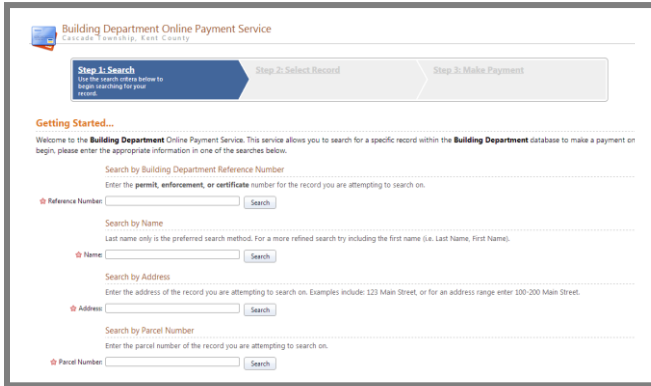 Building Department Online Payment Service
Cascade Township, Kent County
Step 1: Search
Use the search critera below to
begin searching for your
record.
Step 2: Select Record
Step 3: Make Payment
Getting Started...
Welcome to the Building Department Online Payment Service. This service allows you to search for a specific record within the Building Department database to make a payment on
begin, please enter the appropriate information in one of the searches below.
Search by Building Department Reference Number
Enter the permit, enforcement, or certificate number for the record you are attempting to search on.
Reference Number: Search
Search by Name
Last name only is the preferred search method. For a more refined search try including the first name (i.e. Last Name, First Name).
Name: Search
Search by Address
Enter the address of the record you are attempting to search on. Examples include: 123 Main Street, or for an address range enter 100-200 Main Street.
Address: Search
Search by Parcel Number
Enter the parcel number of the record you are attempting to search on.
Parcel Number: Search